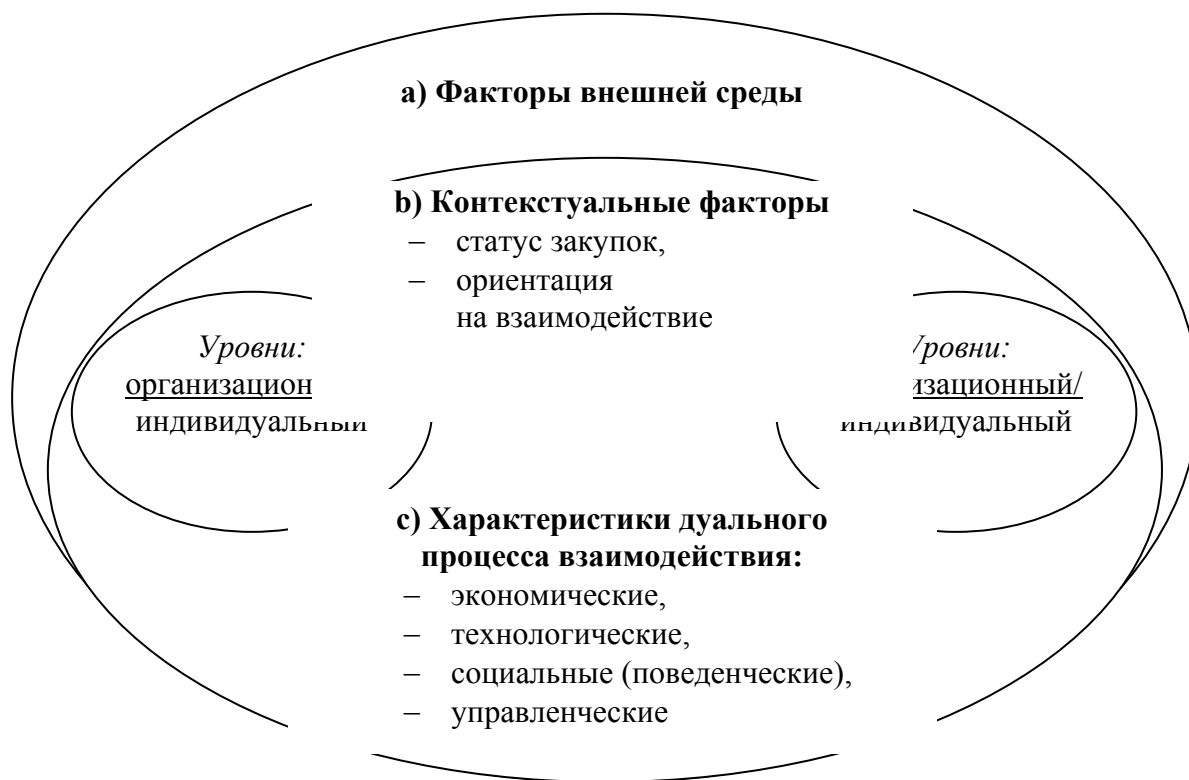 a) Факторы внешней среды
b) Контекстуальные факторы
– статус закупок,
– ориентация
на взаимодействие
Уровни:
организацион
индивидуальный
Уровни:
изационный/
индивидуальный
c) Характеристики дуального
процесса взаимодействия:
– экономические,
– технологические,
– социальные (поведенческие),
– управленческие